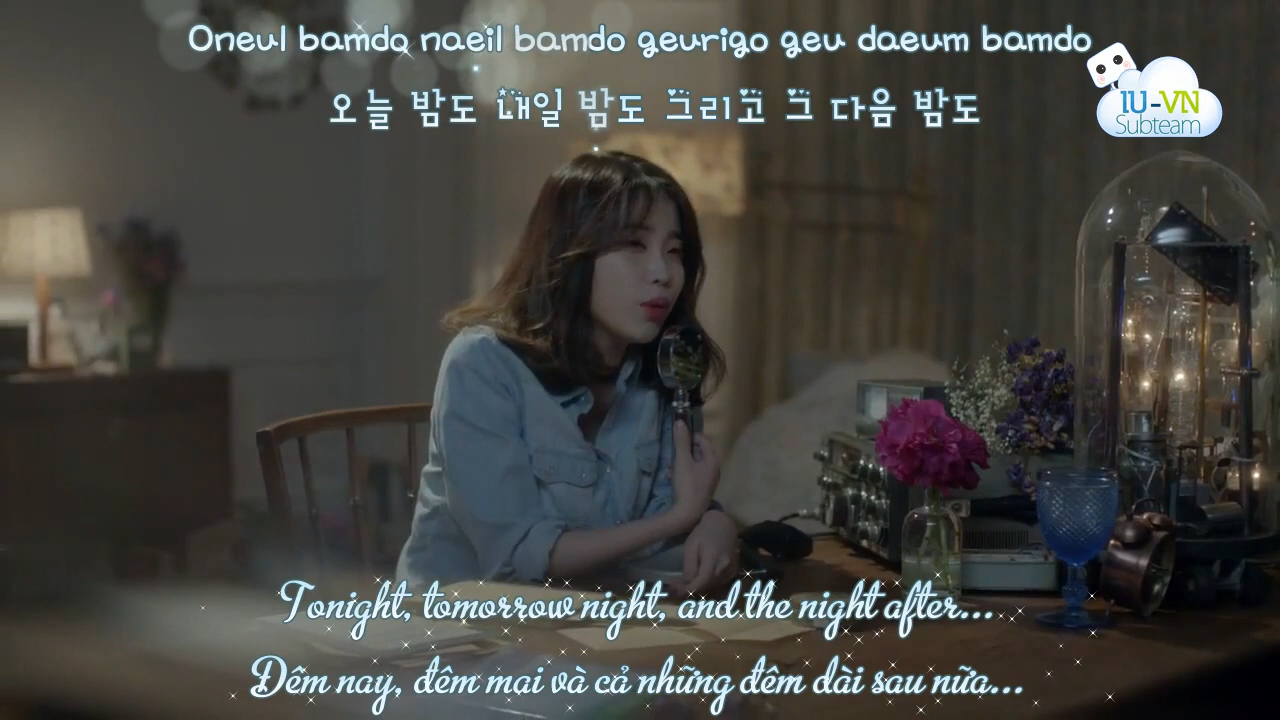 Oneul bamdo naeil bamdo geurigo geu daeum bamdo
오늘 밤도 내일 밤도 그리고 그 다음 밤도
IU-VN
Subteam
Tonight, tomorrow night, and the night after...
Đêm nay, đêm mai và cả những đêm dài sau nữa...